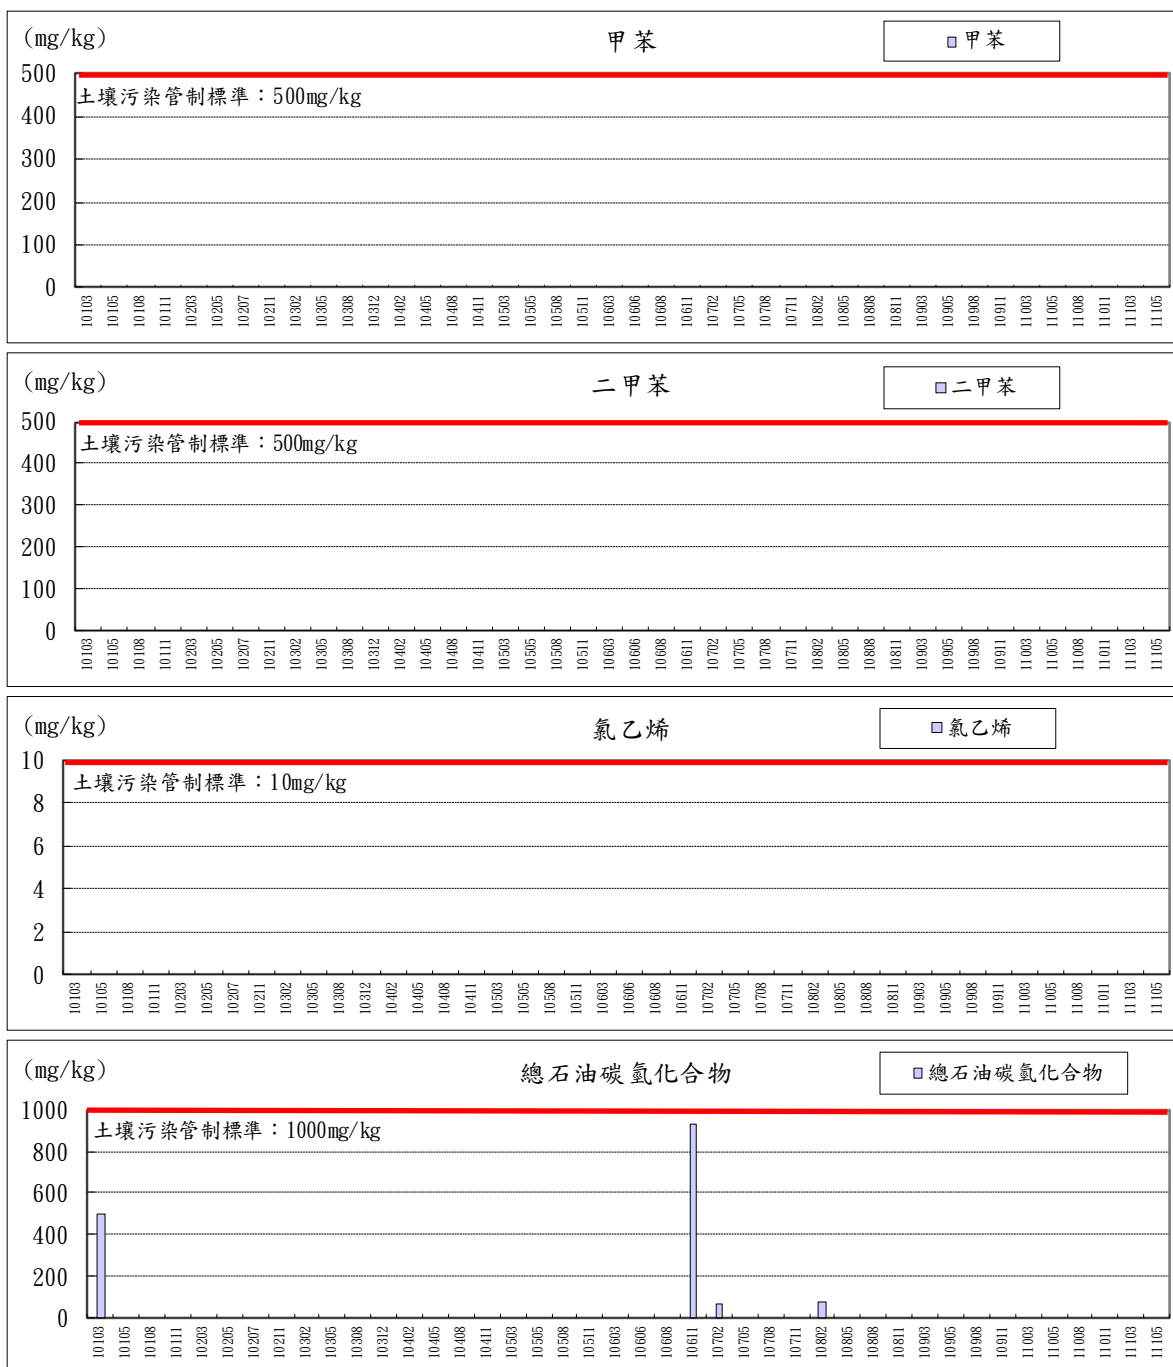 (mg/kg)
甲苯
甲苯
500
土壤污染管制標準：500mg/kg
400
300
200
100
0
10103 10105 10108 10111 10203 10205 10207 10211 10302 10305 10308 10312 10402 10405 10408 10411 10503 10505 10508 10511 10603 10606 10608 10611 10702 10705 10708 10711 10802 10805 10808 10811 10903 10905 10908 10911 11003 11005 11008 11011 11103 11105
(mg/kg)
二甲苯
二甲苯
500
土壤污染管制標準：500mg/kg
400
300
200
100
0
10103 10105 10108 10111 10203 10205 10207 10211 10302 10305 10308 10312 10402 10405 10408 10411 10503 10505 10508 10511 10603 10606 10608 10611 10702 10705 10708 10711 10802 10805 10808 10811 10903 10905 10908 10911 11003 11005 11008 11011 11103 11105
(mg/kg)
氯乙烯
氯乙烯
10
土壤污染管制標準：10mg/kg
8
6
4
2
0
10103 10105 10108 10111 10203 10205 10207 10211 10302 10305 10308 10312 10402 10405 10408 10411 10503 10505 10508 10511 10603 10606 10608 10611 10702 10705 10708 10711 10802 10805 10808 10811 10903 10905 10908 10911 11003 11005 11008 11011 11103 11105
(mg/kg)
總石油碳氫化合物
總石油碳氫化合物
1000
土壤污染管制標準：1000mg/kg
800
600
400
200
0
10103 10105 10108 10111 10203 10205 10207 10211 10302 10305 10308 10312 10402 10405 10408 10411 10503 10505 10508 10511 10603 10606 10608 10611 10702 10705 10708 10711 10802 10805 10808 10811 10903 10905 10908 10911 11003 11005 11008 11011 11103 11105